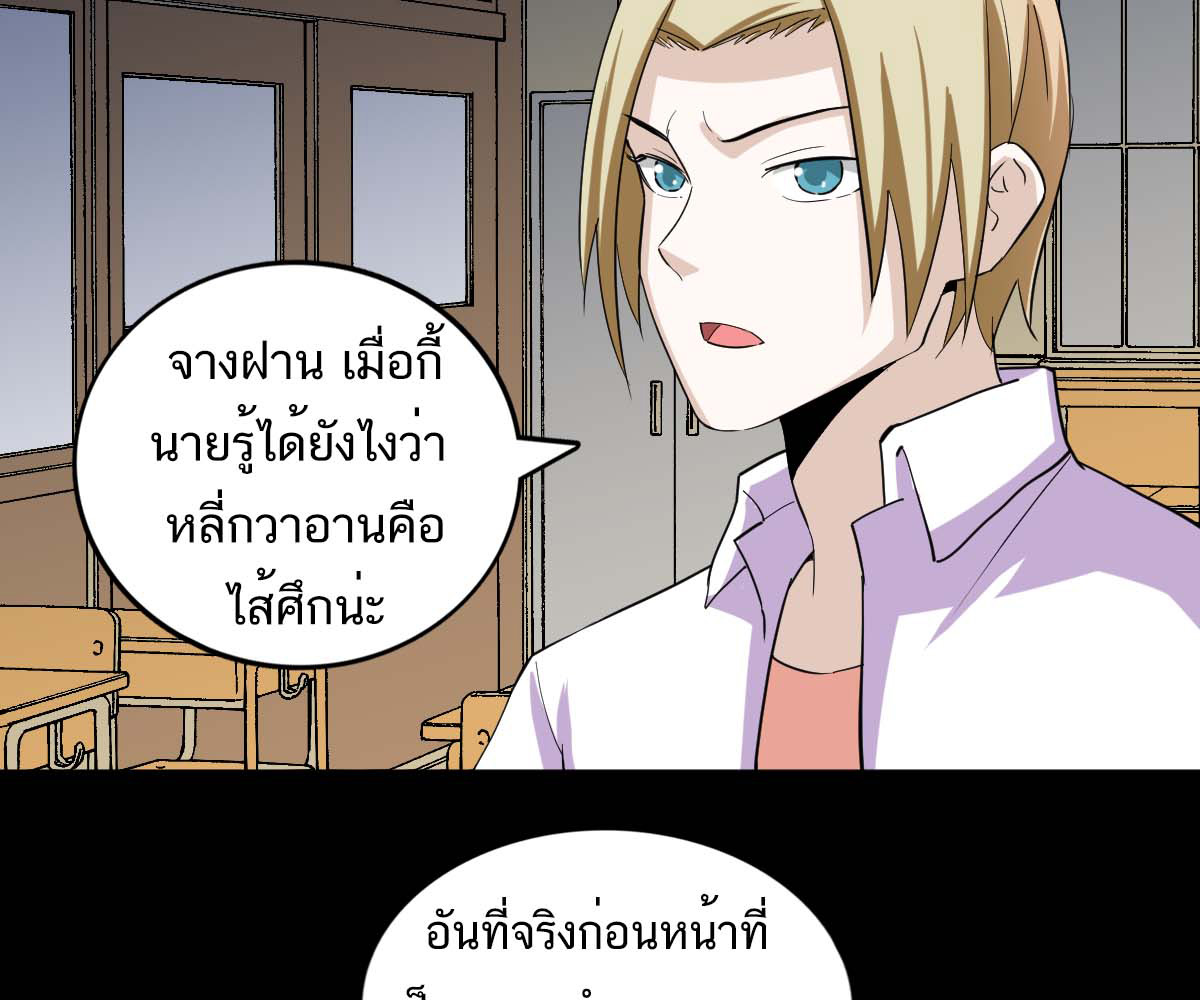 จางฝาน เมื่อกี้
นายรู้ได้ยังไงว่า
หลี่กวาอานคือ
ไส้ศึกน่ะ
อันที่จริงก่อนหน้าที่